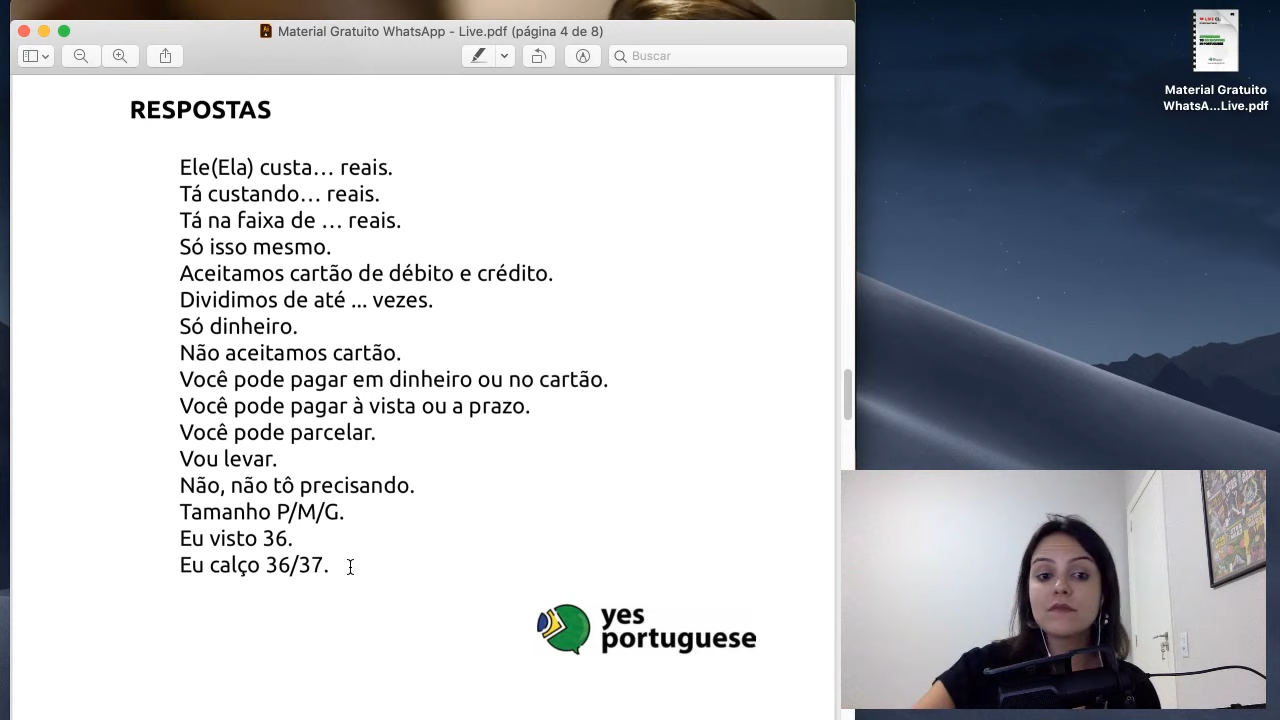 Material Gratuito WhatsApp - Live.pdf (página 4 de 8)
Buscar
RESPOSTAS
Ele(Ela) custa… reais.
Tá custando… reais.
Tá na faixa de … reais.
Só isso mesmo.
Aceitamos cartão de débito e crédito.
Dividimos de até ... vezes.
Só dinheiro.
Não aceitamos cartão.
Você pode pagar em dinheiro ou no cartão.
Você pode pagar à vista ou a prazo.
Você pode parcelar.
Vou levar.
Não, não tô precisando.
Tamanho P/M/G.
Eu visto 36.
Eu calço 36/37.
yes
portuguese
Material Gratuito
WhatsA...Live.pdf